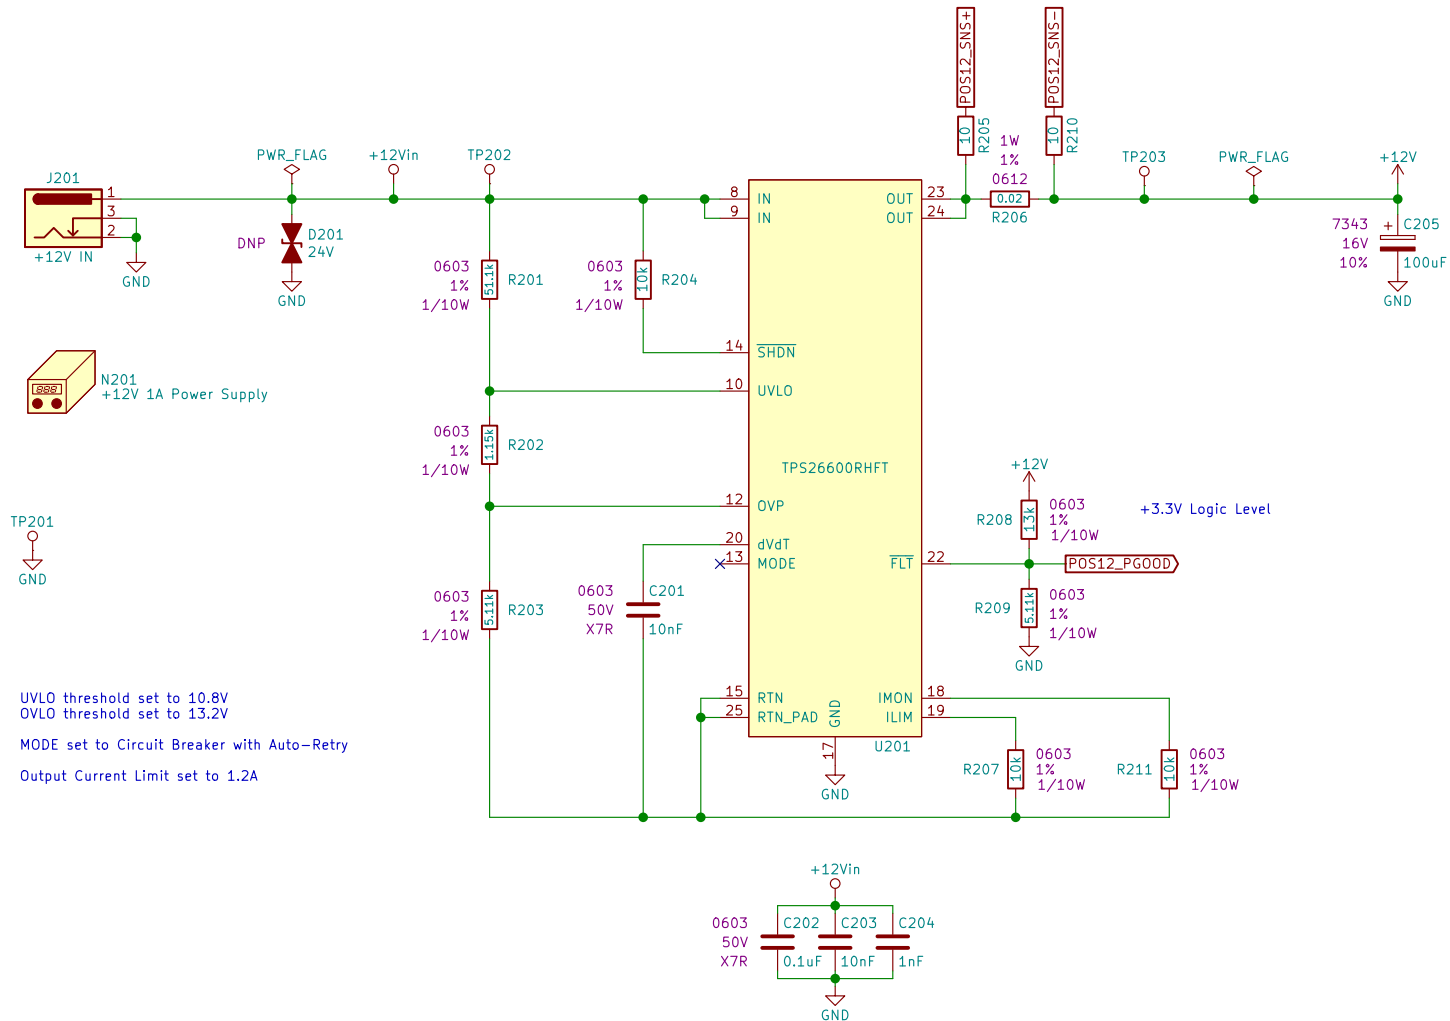 POS12_SNS+
POS12_SNS-
10
R205
10
R210
1W
1%
0612
0.02
R206
J201
1
3
2
+12V IN
GND
PWR_FLAG
+12Vin
TP202
DNP
D201
24V
GND
0603
1%
1/10W
51.1k
R201
0603
1%
1/10W
10k
R204
8
IN
9
IN
OUT
23
OUT
24
TP203
PWR_FLAG
+12V
7343
16V
10%
+
C205
100uF
GND
14
SHDN
10
UVLO
N201
+12V 1A Power Supply
888
0603
1%
1/10W
1.15k
R202
TPS26600RHFT
12
OVP
20
dVdT
13
MODE
FLT
22
+12V
R208
13k
0603
1%
1/10W
+3.3V Logic Level
POS12_PGOOD
R209
5.11k
0603
1%
1/10W
GND
TP201
GND
0603
1%
1/10W
5.11k
R203
0603
50V
X7R
C201
10nF
15
RTN
25
RTN_PAD
GND
17
GND
IMON
18
ILIM
19
U201
R207
10k
0603
1%
1/10W
R211
10k
0603
1%
1/10W
UVLO threshold set to 10.8V
OVLO threshold set to 13.2V
MODE set to Circuit Breaker with Auto-Retry
Output Current Limit set to 1.2A
+12Vin
0603
50V
X7R
C202
0.1uF
C203
10nF
C204
1nF
GND